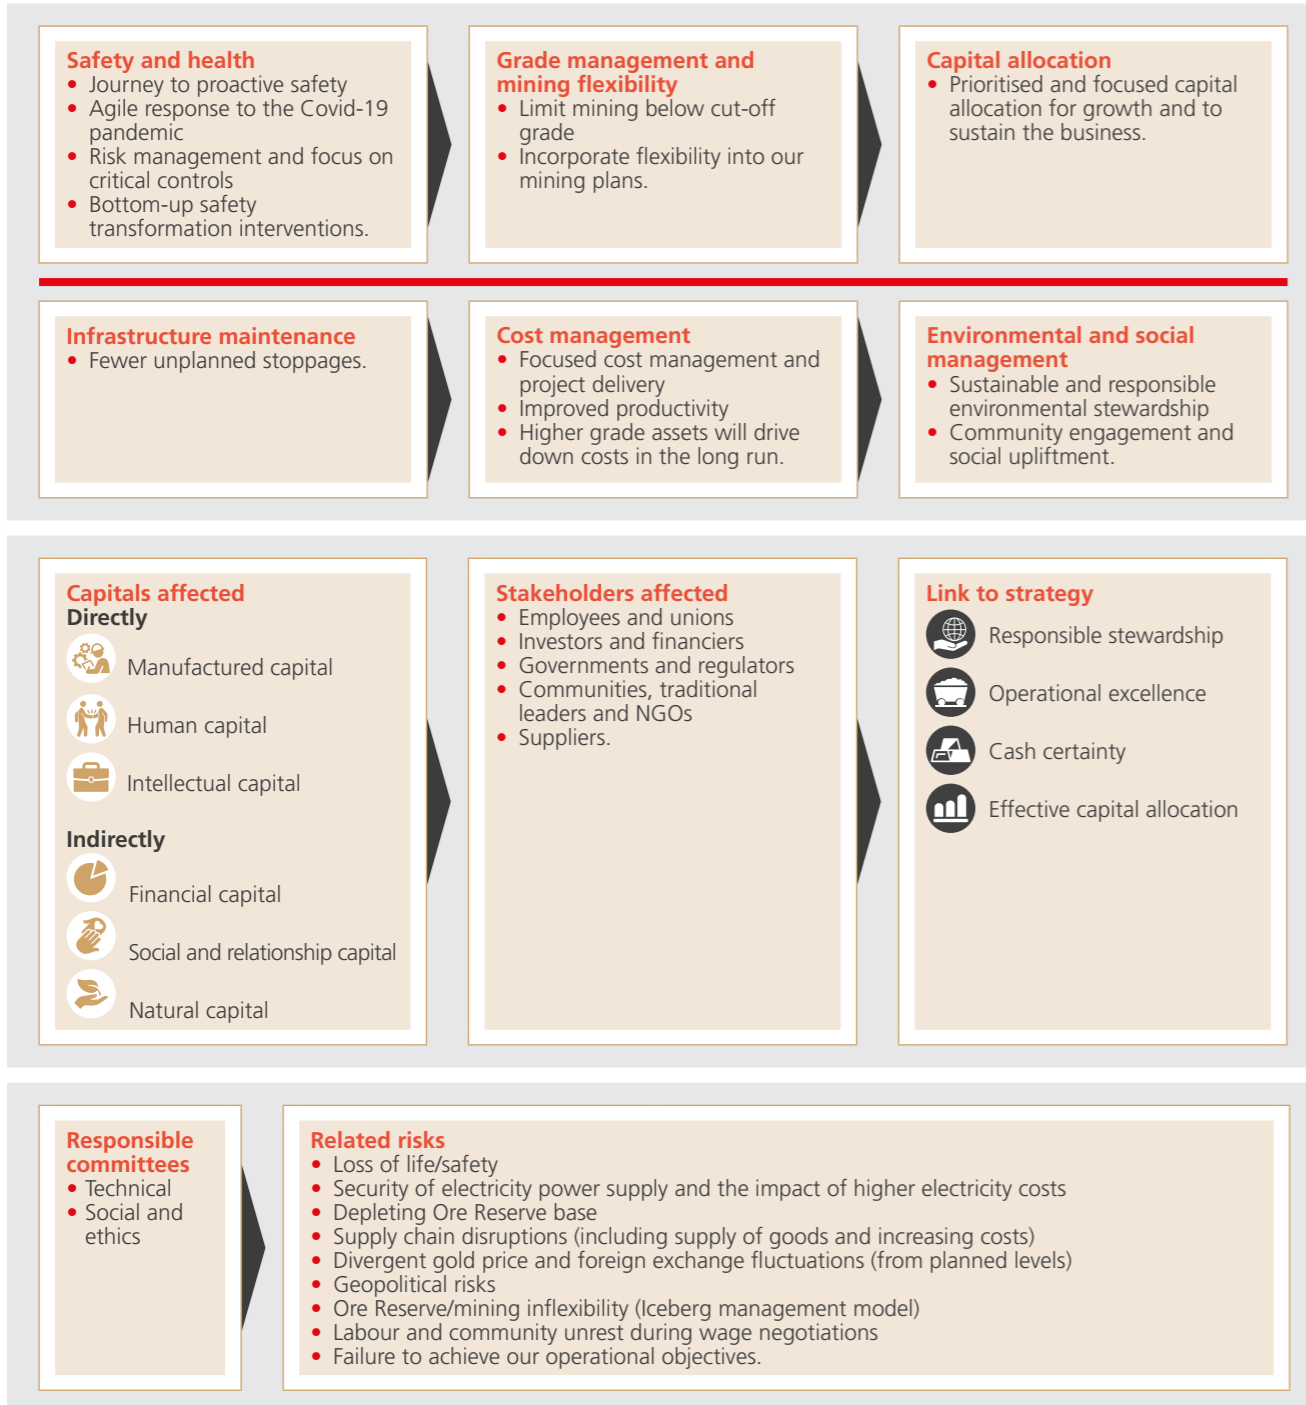 Safety and health
• Journey to proactive safety
• Agile response to the Covid-19
pandemic
• Risk management and focus on
critical controls
• Bottom-up safety
transformation interventions.
Grade management and
mining flexibility
• Limit mining below cut-off
grade
• Incorporate flexibility into our
mining plans.
Capital allocation
• Prioritised and focused capital
allocation for growth and to
sustain the business.
Infrastructure maintenance
• Fewer unplanned stoppages.
Cost management
• Focused cost management and
project delivery
• Improved productivity
• Higher grade assets will drive
down costs in the long run.
Environmental and social
management
• Sustainable and responsible
environmental stewardship
• Community engagement and
social upliftment.
Capitals affected
Directly
Manufactured capital
Human capital
Intellectual capital
Indirectly
Financial capital
Social and relationship capital
Natural capital
Stakeholders affected
• Employees and unions
• Investors and financiers
• Governments and regulators
• Communities, traditional
leaders and NGOs
• Suppliers.
Link to strategy
Responsible stewardship
Operational excellence
Cash certainty
Effective capital allocation
Responsible
committees
• Technical
• Social and
ethics
Related risks
• Loss of life/safety
• Security of electricity power supply and the impact of higher electricity costs
• Depleting Ore Reserve base
• Supply chain disruptions (including supply of goods and increasing costs)
• Divergent gold price and foreign exchange fluctuations (from planned levels)
• Geopolitical risks
• Ore Reserve/mining inflexibility (Iceberg management model)
• Labour and community unrest during wage negotiations
• Failure to achieve our operational objectives.